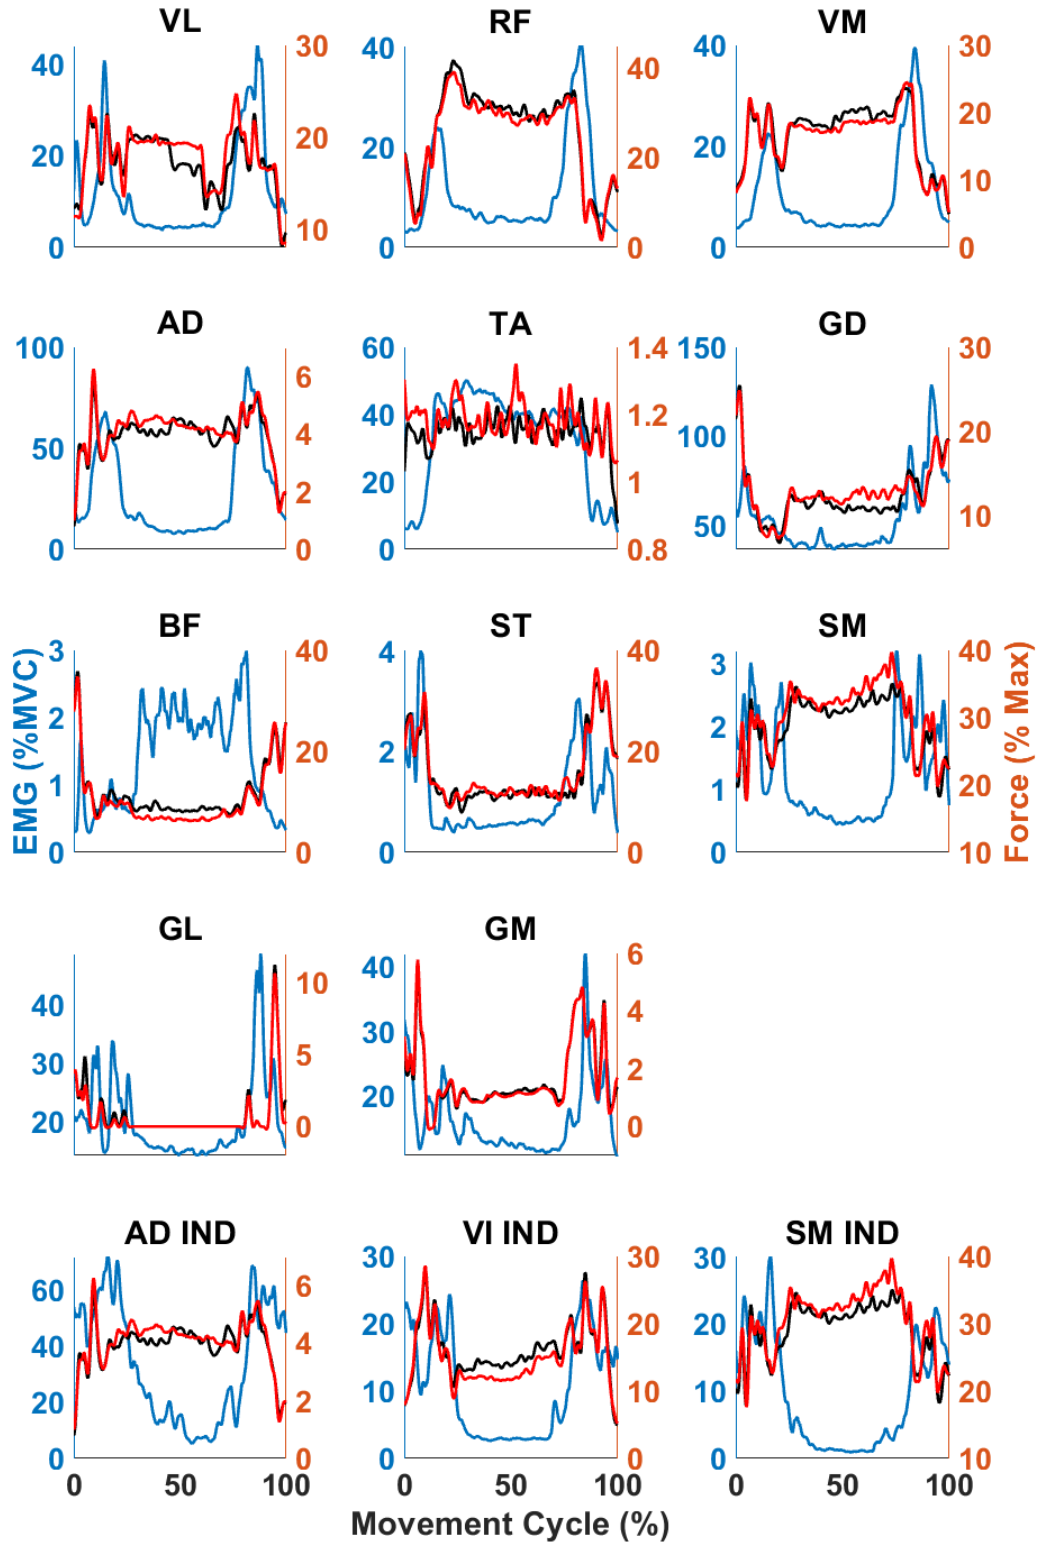 VL RF VM
40 20 0 30 20 10 40 20 0 40 20 0 40 20 0 30 20 10 0
AD TA GD
100 50 0 6 4 2 0 60 40 20 0 1.4 1.2 1 0.8 150 100 50 30 20 10
BF ST SM
3 2 1 0 40 20 0 4 2 0 40 20 0 3 2 1 0 40 30 20 10
EMG (%MVC)
Force (% Max)
GL GM
40 30 20 10 5 0 40 30 20 6 4 2 0
AD IND VI IND SM IND
60 40 20 0 6 4 2 0 30 20 10 0 30 20 10 0 30 20 10 0 40 30 20 10
0 50 100 0 50 100 0 50 100
Movement Cycle (%)